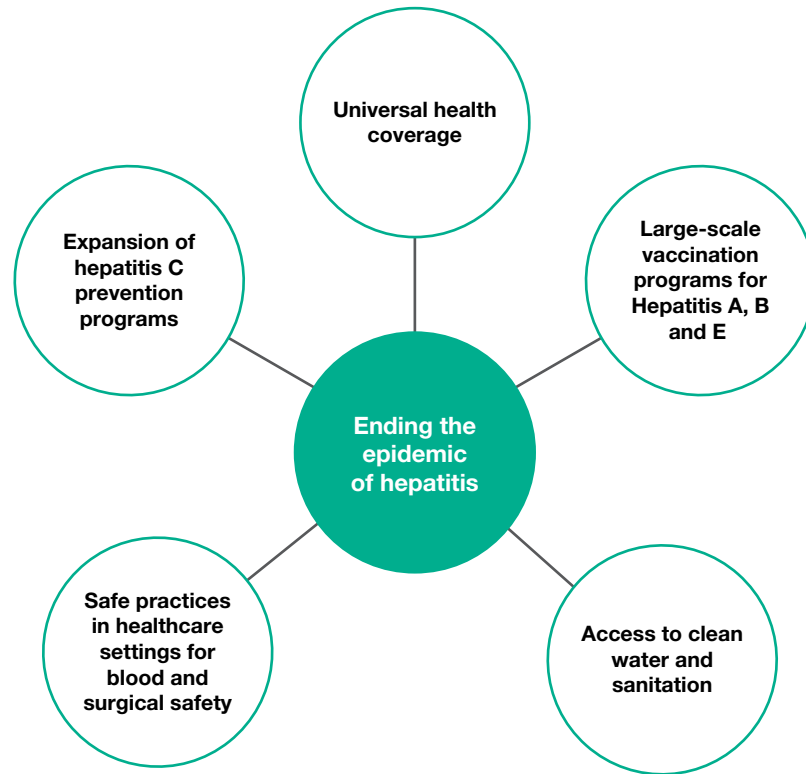 Universal health
coverage
Expansion of
hepatitis C
prevention
programs
Large-scale
vaccination
programs for
Hepatitis A, B
and E
Ending the
epidemic
of hepatitis
Safe practices
in healthcare
settings for
blood and
surgical safety
Access to clean
water and
sanitation